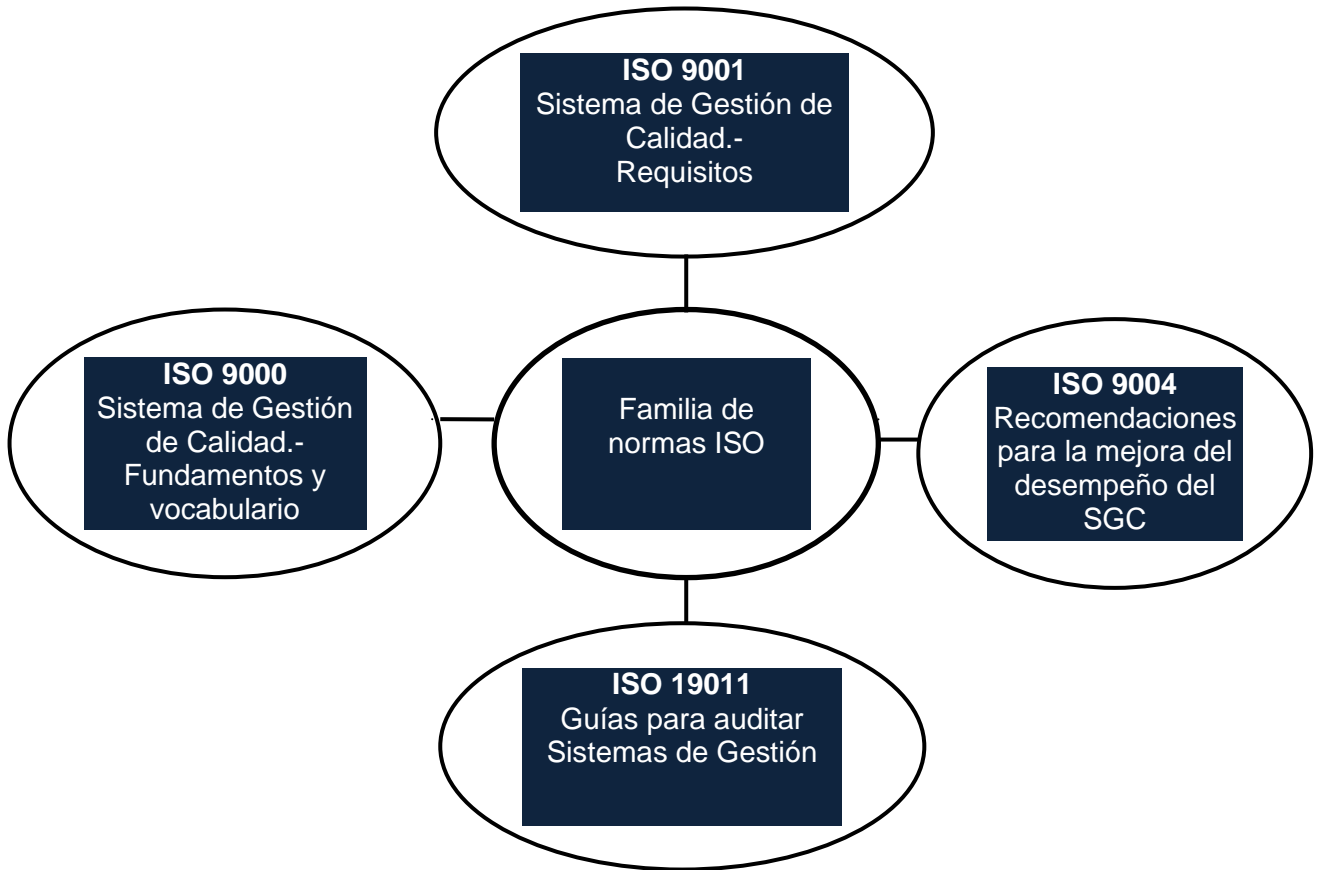 ISO 9001
Sistema de Gestión de
Calidad.-
Requisitos
ISO 9000
Sistema de Gestión
de Calidad.-
Fundamentos y
vocabulario
Familia de
normas ISO
ISO 9004
Recomendaciones
para la mejora del
desempeño del
SGC
ISO 19011
Guías para auditar
Sistemas de Gestión